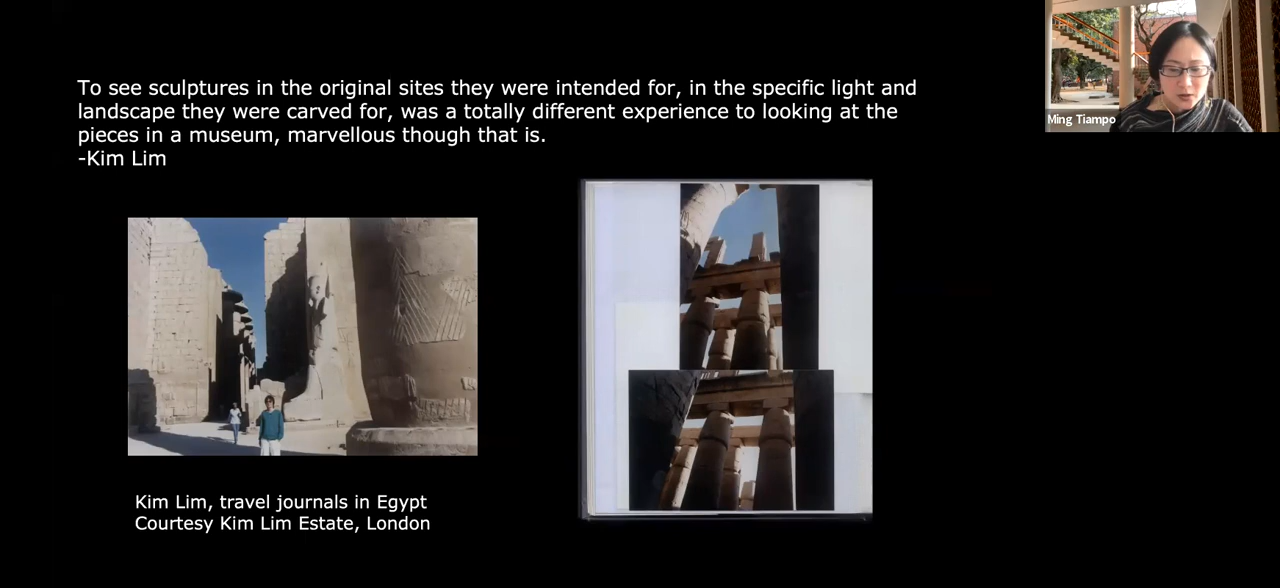 To see sculptures in the original sites they were intended for, in the specific light and
landscape they were carved for, was a totally different experience to looking at the
pieces in a museum, marvellous though that is.
-Kim Lim
Ming Tiampo
Kim Lim, travel journals in Egypt
Courtesy Kim Lim Estate, London